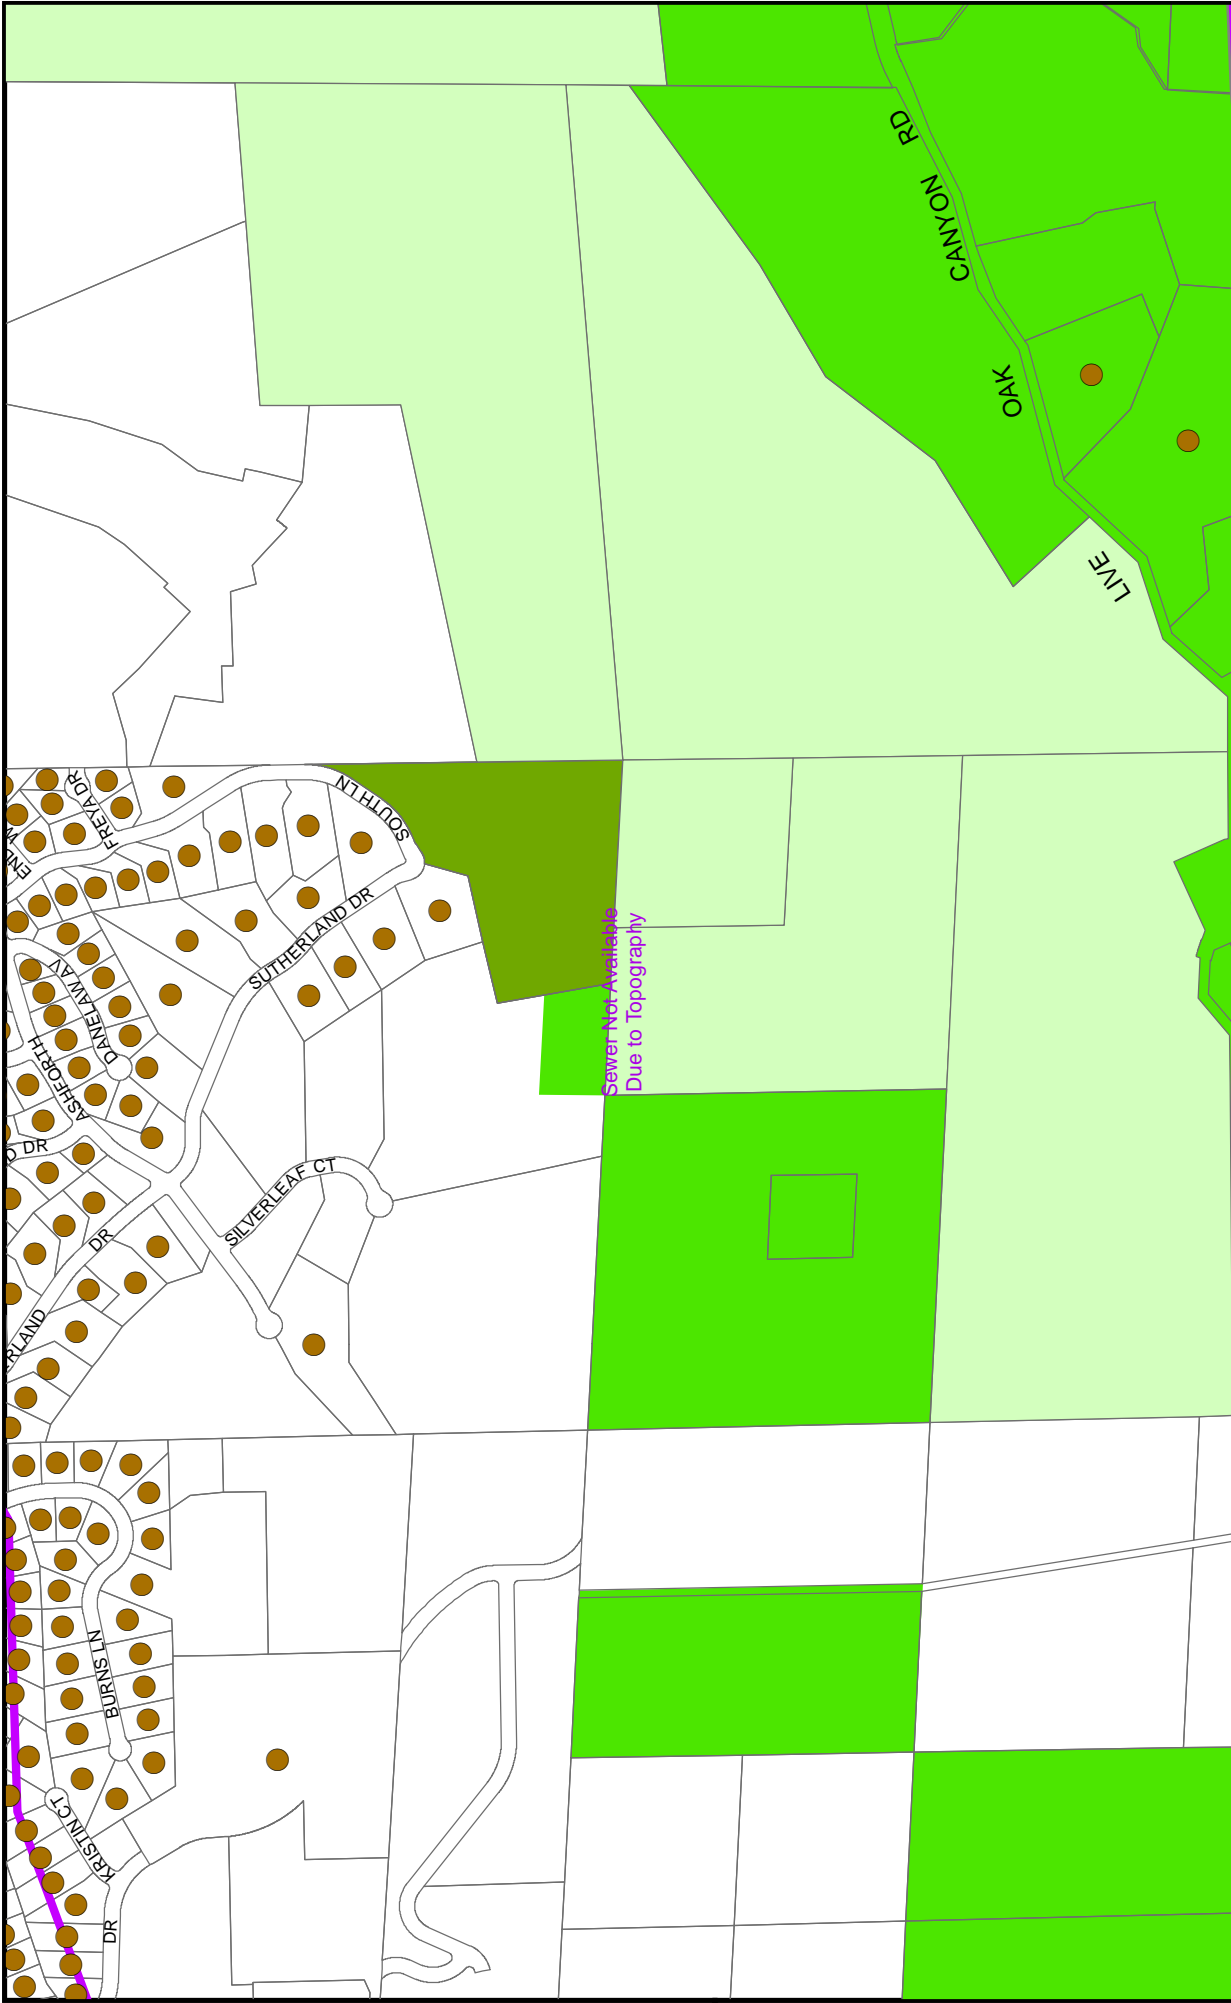 RD
CANYON
OAK
LIVE
SOUTH LN
FREYA DR
SUTHERLAND DR
Sewer Not Available
Due to Topography
DANELAW AV
ASHFORTH
D DR
SILVERLEAF CT
DR
ERLAND
BURNS LN
KRISTIN CT
DR